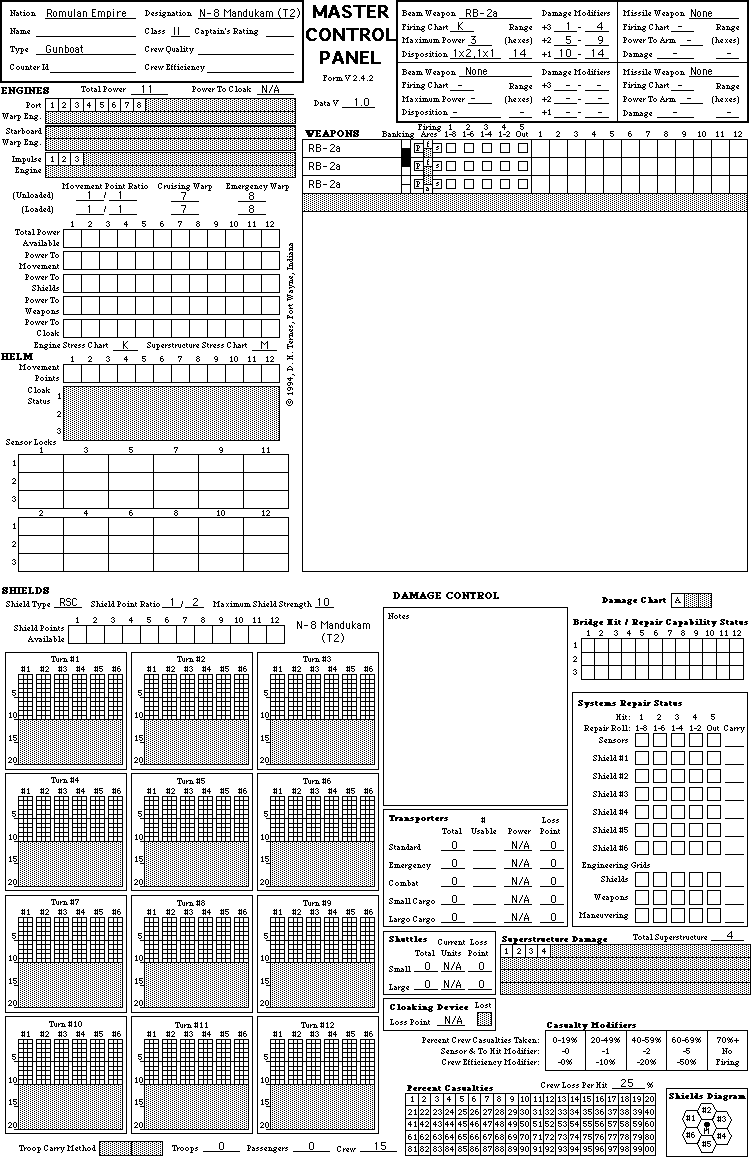 Nation Romulan Empire Designation N-8 Mandukam (T2)
Name Class II Captain's Rating
Type Gunboat Crew Quality
Counter Id Crew Efficiency
MASTER CONTROL PANEL
Form V 2.4.2
Data V 1.0
Beam Weapon RB-2a Damage Modifiers
Firing Chart K Range +3 1 - 4
Maximum Power 3 (hexes) +2 5 - 9
Disposition 1x2,1x1 14 +1 10 - 14
Missile Weapon None
Firing Chart - Range
Power To Arm - (hexes)
Damage - -
Beam Weapon None Damage Modifiers
Firing Chart - Range +3 - - -
Maximum Power - (hexes) +2 - - -
Disposition - - +1 - - -
Missile Weapon None
Firing Chart - Range
Power To Arm - (hexes)
Damage - -
ENGINES Total Power 11 Power To Cloak N/A
Port Warp Eng. 1 2 3 4 5 6 7 8
Starboard Warp Eng.
Impulse Engine 1 2 3
Movement Point Ratio Cruising Warp Emergency Warp
(Unloaded) 1 / 1 7 8
(Loaded) 1 / 1 7 8
1 2 3 4 5 6 7 8 9 10 11 12
Total Power Available
Power To Movement
Power To Shields
Power To Weapons
Power To Cloak
Engine Stress Chart K Superstructure Stress Chart M
© 1994, D. H. Ternes, Fort Wayne, Indiana
HELM 1 2 3 4 5 6 7 8 9 10 11 12
Movement Points
Cloak Status 1
2
3
Sensor Locks
1 3 5 7 9 11
1
2
3
2 4 6 8 10 12
1
2
3
WEAPONS Banking Firing Arcs 1 2 3 4 5
1-8 1-6 1-4 1-2 Out 1 2 3 4 5 6 7 8 9 10 11 12
RB-2a p f s
RB-2a p s
RB-2a p s a
SHIELDS
Shield Type RSC Shield Point Ratio 1 / 2 Maximum Shield Strength 10
Shield Points Available 1 2 3 4 5 6 7 8 9 10 11 12
N-8 Mandukam (T2)
Turn #1 Turn #2 Turn #3
#1 #2 #3 #4 #5 #6 #1 #2 #3 #4 #5 #6 #1 #2 #3 #4 #5 #6
5 5 5
10 10 10
15 15 15
20 20 20
Turn #4 Turn #5 Turn #6
#1 #2 #3 #4 #5 #6 #1 #2 #3 #4 #5 #6 #1 #2 #3 #4 #5 #6
5 5 5
10 10 10
15 15 15
20 20 20
Turn #7 Turn #8 Turn #9
#1 #2 #3 #4 #5 #6 #1 #2 #3 #4 #5 #6 #1 #2 #3 #4 #5 #6
5 5 5
10 10 10
15 15 15
20 20 20
Turn #10 Turn #11 Turn #12
#1 #2 #3 #4 #5 #6 #1 #2 #3 #4 #5 #6 #1 #2 #3 #4 #5 #6
5 5 5
10 10 10
15 15 15
20 20 20
Troop Carry Method Troops 0 Passengers 0 Crew 15
DAMAGE CONTROL
Notes
Damage Chart A
Bridge Hit / Repair Capability Status
1 2 3 4 5 6 7 8 9 10 11 12
1
2
3
Systems Repair Status
Hit: 1 2 3 4 5
Repair Roll: 1-8 1-6 1-4 1-2 Out Carry
Sensors
Shield #1
Shield #2
Shield #3
Shield #4
Shield #5
Shield #6
Engineering Grids
Shields
Weapons
Maneuvering
Transporters # Loss
Total Usable Power Point
Standard 0 N/A 0
Emergency 0 N/A 0
Combat 0 N/A 0
Small Cargo 0 N/A 0
Large Cargo 0 N/A 0
Shuttles Current Loss
Total Units Point
Small 0 N/A 0
Large 0 N/A 0
Cloaking Device Lost
Loss Point N/A
Superstructure Damage Total Superstructure 4
1 2 3 4
Casualty Modifiers
Percent Crew Casualties Taken: 0-19% 20-49% 40-59% 60-69% 70%+
Sensor & To Hit Modifier: -0 -1 -2 -5 No
Crew Efficiency Modifier: -0% -10% -20% -50% Firing
Percent Casualties Crew Loss Per Hit 25 %
1 2 3 4 5 6 7 8 9 10 11 12 13 14 15 16 17 18 19 20
21 22 23 24 25 26 27 28 29 30 31 32 33 34 35 36 37 38 39 40
41 42 43 44 45 46 47 48 49 50 51 52 53 54 55 56 57 58 59 60
61 62 63 64 65 66 67 68 69 70 71 72 73 74 75 76 77 78 79 80
81 82 83 84 85 86 87 88 89 90 91 92 93 94 95 96 97 98 99 00
Shields Diagram
#2
#1 #3
#6 #4
#5